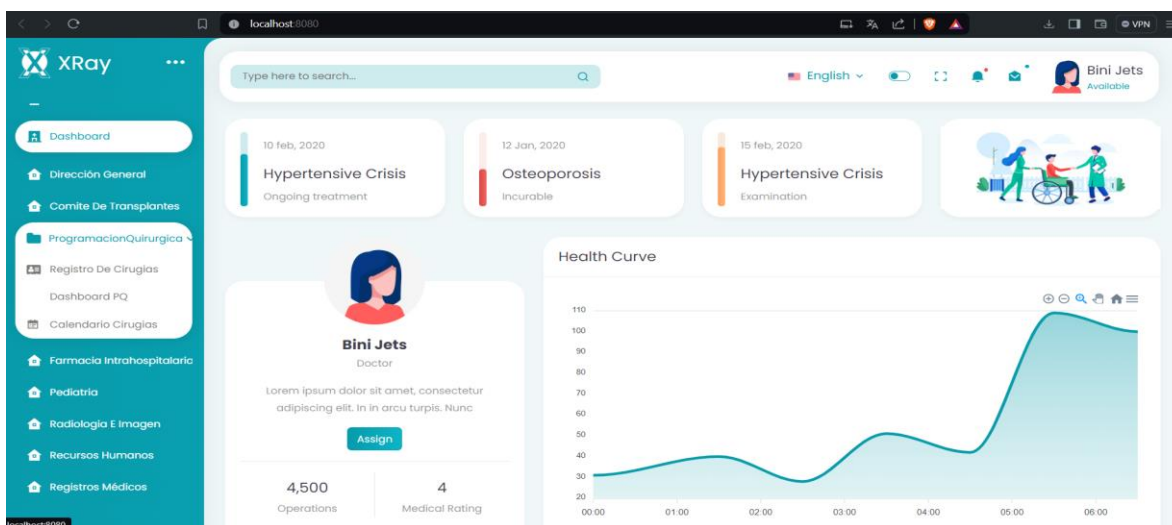 localhost:8080
VPN
XRay
Type here to search...
English
Bini Jets
Available
Dashboard
Dirección General
Comite De Transplantes
ProgramacionQuirurgica
Registro De Cirugias
Dashboard PQ
Calendario Cirugias
Farmacia Intrahospitalaria
Pediatria
Radiologia E Imagen
Recursos Humanos
Registros Médicos
localhost:8080
10 feb, 2020
Hypertensive Crisis
Ongoing treatment
12 Jan, 2020
Osteoporosis
Incurable
15 feb, 2020
Hypertensive Crisis
Examination
Bini Jets
Doctor
Lorem ipsum dolor sit amet, consectetur
adipiscing elit. In in arcu turpis. Nunc
Assign
4,500
Operations
4
Medical Rating
Health Curve
110
100
90
80
70
60
50
40
30
20
00:00 01:00 02:00 03:00 04:00 05:00 06:00